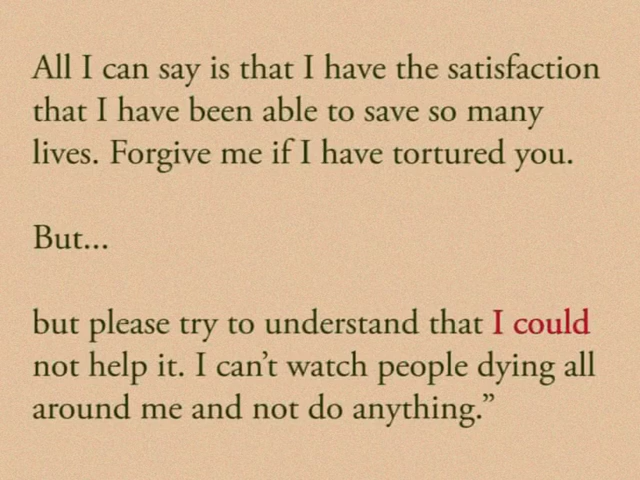 All I can say is that I have the satisfaction
that I have been able to save so many
lives. Forgive me if I have tortured you.
But...
but please try to understand that I could
not help it. I can’t watch people dying all
around me and not do anything.”